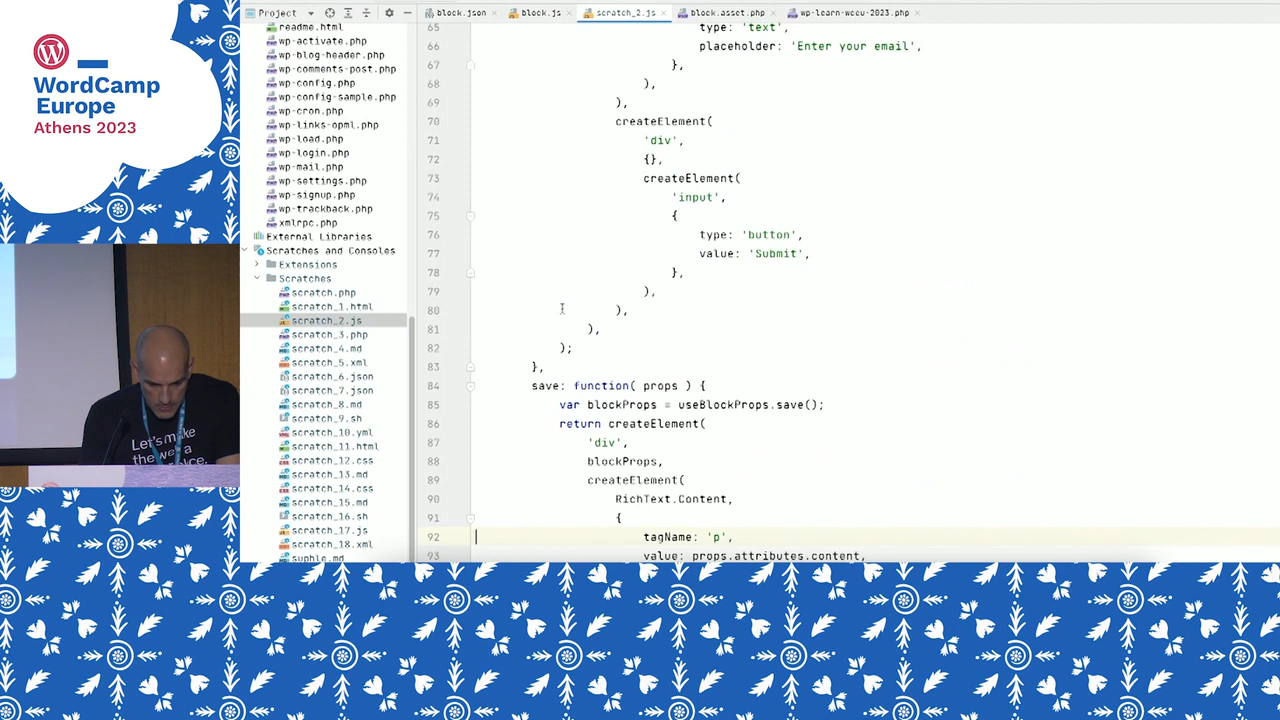 WordCamp
Europe
Athens 2023
Let's make
the we a
Project
readme.html
wp-activate.php
wp-blog-header.php
wp-comments-post.php
wp-config.php
wp-config-sample.php
wp-cron.php
wp-links-opml.php
wp-load.php
wp-login.php
wp-mail.php
wp-settings.php
wp-signup.php
wp-trackback.php
xmlrpc.php
External Libraries
Scratches and Consoles
Extensions
Scratches
scratch.php
scratch_1.html
scratch_2.js
scratch_3.php
scratch_4.md
scratch_5.xml
scratch_6.json
scratch_7.json
scratch_8.md
scratch_9.sh
scratch_10.yml
scratch_11.html
scratch_12.css
scratch_13.md
scratch_14.css
scratch_15.md
scratch_16.sh
scratch_17.js
scratch_18.xml
suphle.md
block.json block.js scratch_2.js block.asset.php wp-learn-wceu-2023.php
65 type: 'text',
66 placeholder: 'Enter your email',
67 },
68 ),
69 ),
70 createElement(
71 'div',
72 {},
73 createElement(
74 'input',
75 {
76 type: 'button',
77 value: 'Submit',
78 },
79 ),
80 ),
81 ),
82 );
83 },
84 save: function( props ) {
85 var blockProps = useBlockProps.save();
86 return createElement(
87 'div',
88 blockProps,
89 createElement(
90 RichText.Content,
91 {
92 tagName: 'p',
93 value: props.attributes.content,